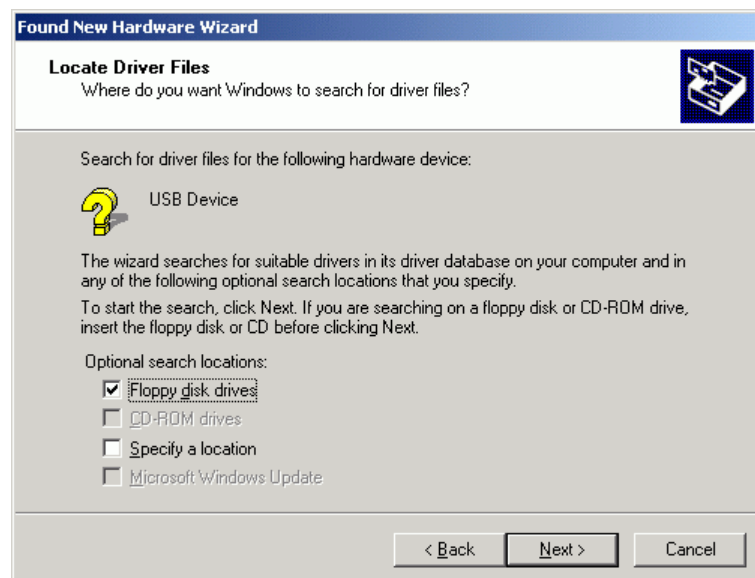 Found New Hardware Wizard
Locate Driver Files
Where do you want Windows to search for driver files?
Search for driver files for the following hardware device:
USB Device
The wizard searches for suitable drivers in its driver database on your computer and in
any of the following optional search locations that you specify.
To start the search, click Next. If you are searching on a floppy disk or CD-ROM drive,
insert the floppy disk or CD before clicking Next.
Optional search locations:
Floppy disk drives
CD-ROM drives
Specify a location
Microsoft Windows Update
< Back Next > Cancel